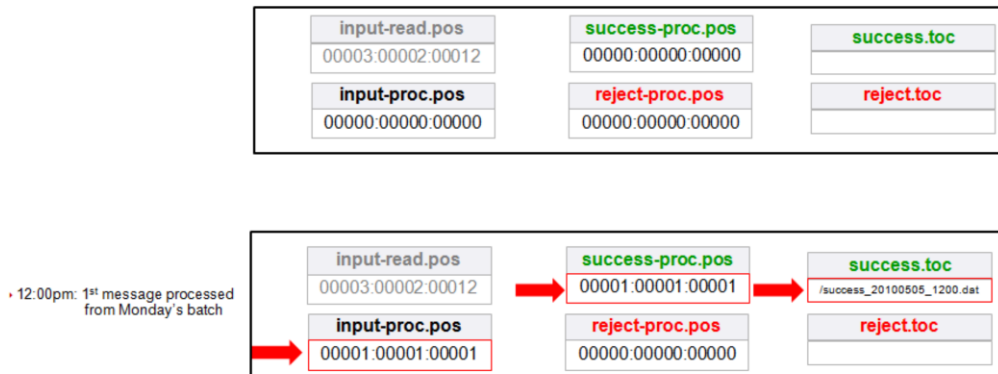 input-read.pos
success-proc.pos
success.toc
00003:00002:00012
00000:00000:00000
input-proc.pos
reject-proc.pos
reject.toc
00000:00000:00000
00000:00000:00000
input-read.pos
success-proc.pos
success.toc
00003:00002:00012
00001:00001:00001
/success_20100505_1200.dat
12:00pm: 1st message processed
from Monday's batch
input-proc.pos
reject-proc.pos
reject.toc
00001:00001:00001
00000:00000:00000